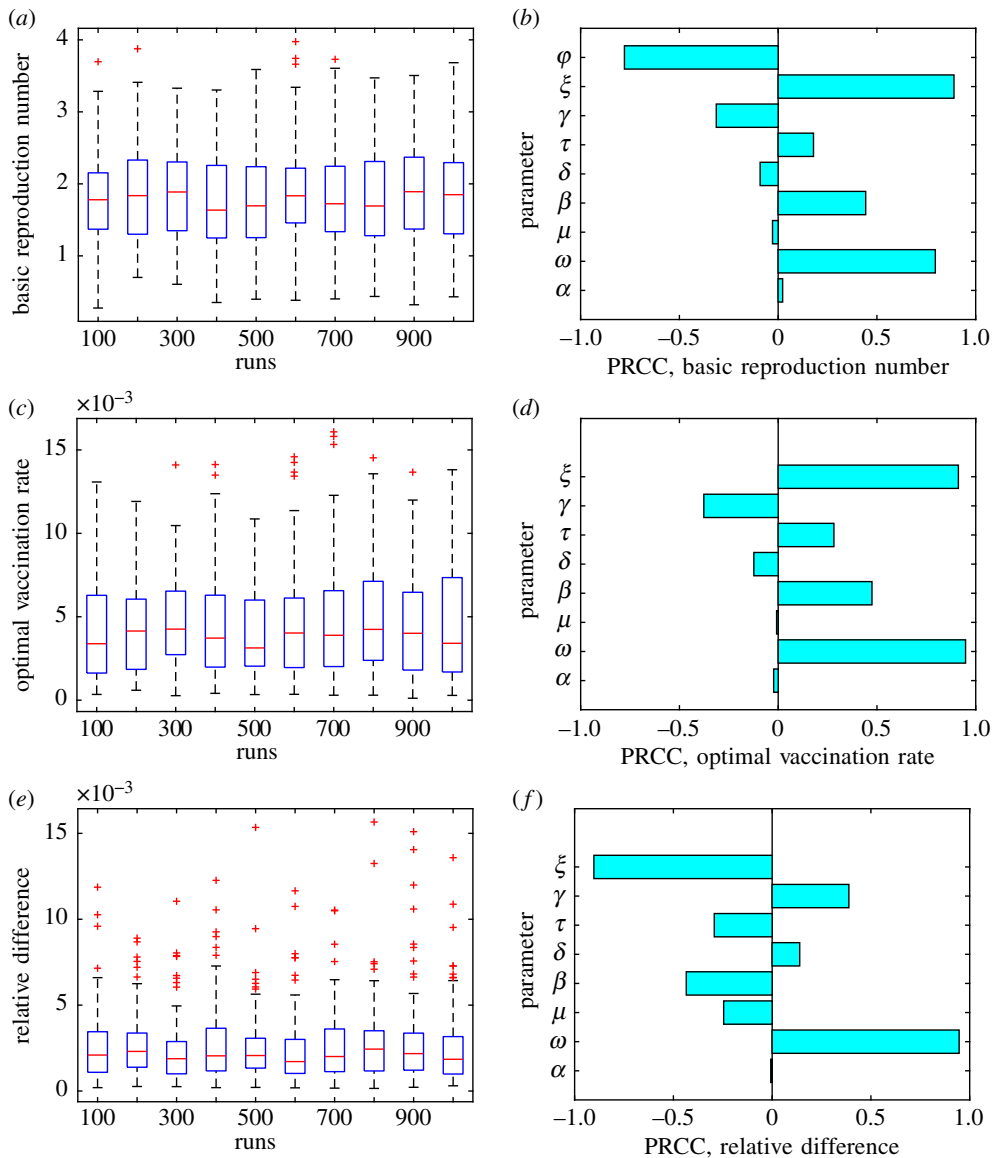 (a)
4
3
2
1
basic reproduction number
100 300 500 700 900
runs
(b)
φ
ξ
γ
τ
δ
β
μ
ω
α
parameter
−1.0 −0.5 0 0.5 1.0
PRCC, basic reproduction number
(c)
×10−3
15
10
5
0
optimal vaccination rate
100 300 500 700 900
runs
(d)
ξ
γ
τ
δ
β
μ
ω
α
parameter
−1.0 −0.5 0 0.5 1.0
PRCC, optimal vaccination rate
(e)
×10−3
15
10
5
0
relative difference
100 300 500 700 900
runs
(f)
ξ
γ
τ
δ
β
μ
ω
α
parameter
−1.0 −0.5 0 0.5 1.0
PRCC, relative difference